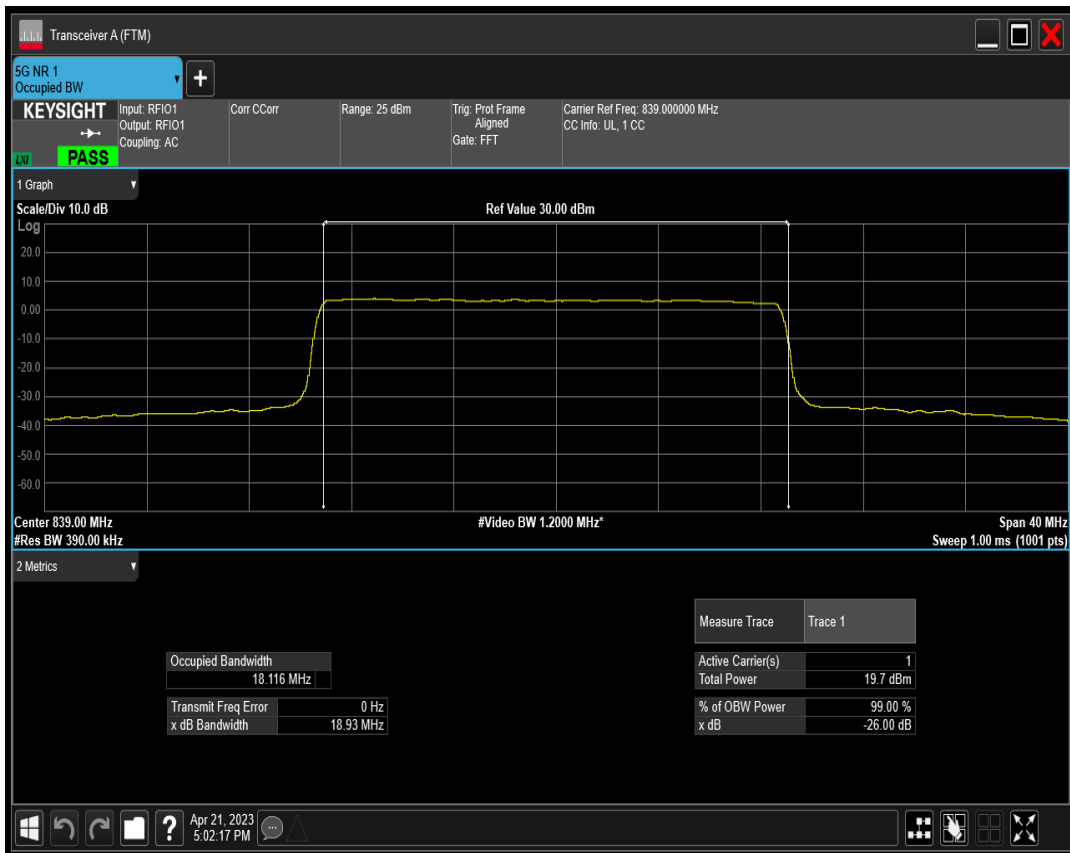 Transceiver A (FTM)
5G NR 1
Occupied BW
+
KEYSIGHT
LXI
PASS
Input: RFIO1
Output: RFIO1
Coupling: AC
Corr CCorr
Range: 25 dBm
Trig: Prot Frame
Aligned
Gate: FFT
Carrier Ref Freq: 839.000000 MHz
CC Info: UL, 1 CC
1 Graph
Scale/Div 10.0 dB
Ref Value 30.00 dBm
Log
20.0
10.0
0.00
-10.0
-20.0
-30.0
-40.0
-50.0
-60.0
Center 839.00 MHz
#Video BW 1.2000 MHz*
Span 40 MHz
#Res BW 390.00 kHz
Sweep 1.00 ms (1001 pts)
2 Metrics
Measure Trace Trace 1
Occupied Bandwidth
18.116 MHz
Active Carrier(s) 1
Total Power 19.7 dBm
Transmit Freq Error 0 Hz
x dB Bandwidth 18.93 MHz
% of OBW Power 99.00 %
x dB -26.00 dB
?
Apr 21, 2023
5:02:17 PM